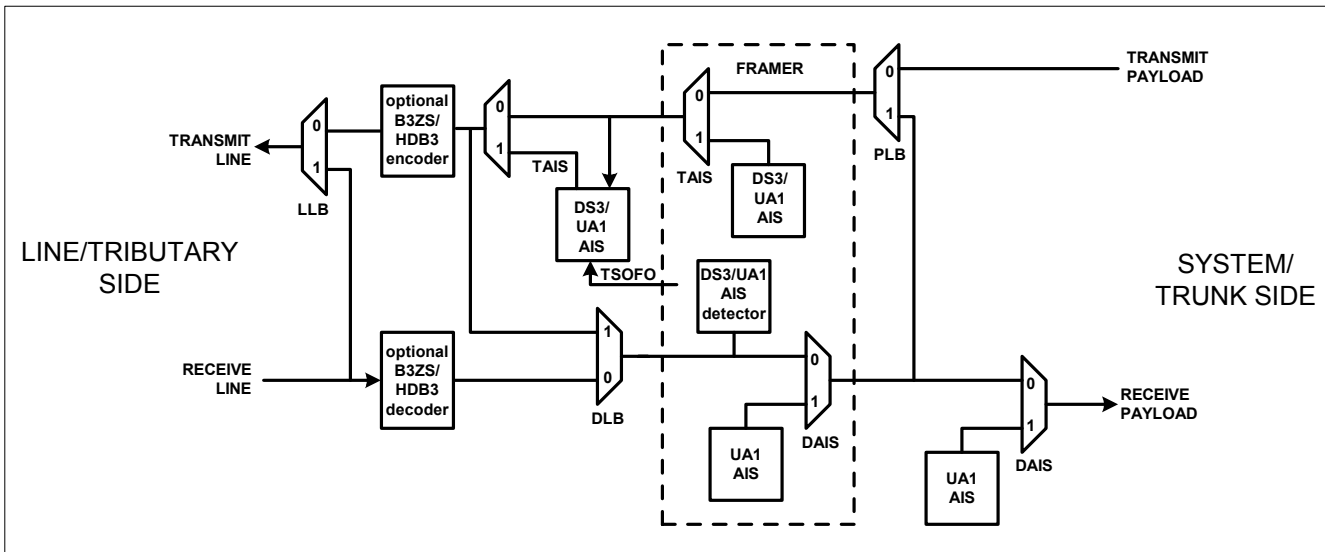 TRANSMIT
PAYLOAD
FRAMER
0
1
PLB
0
1
TAIS
DS3/
UA1
AIS
0
1
TAIS
DS3/
UA1
AIS
optional
B3ZS/
HDB3
encoder
TRANSMIT
LINE
0
1
LLB
LINE/TRIBUTARY
SIDE
SYSTEM/
TRUNK SIDE
TSOFO
DS3/UA1
AIS
detector
RECEIVE
LINE
optional
B3ZS/
HDB3
decoder
1
0
DLB
0
1
DAIS
UA1
AIS
0
1
DAIS
UA1
AIS
RECEIVE
PAYLOAD